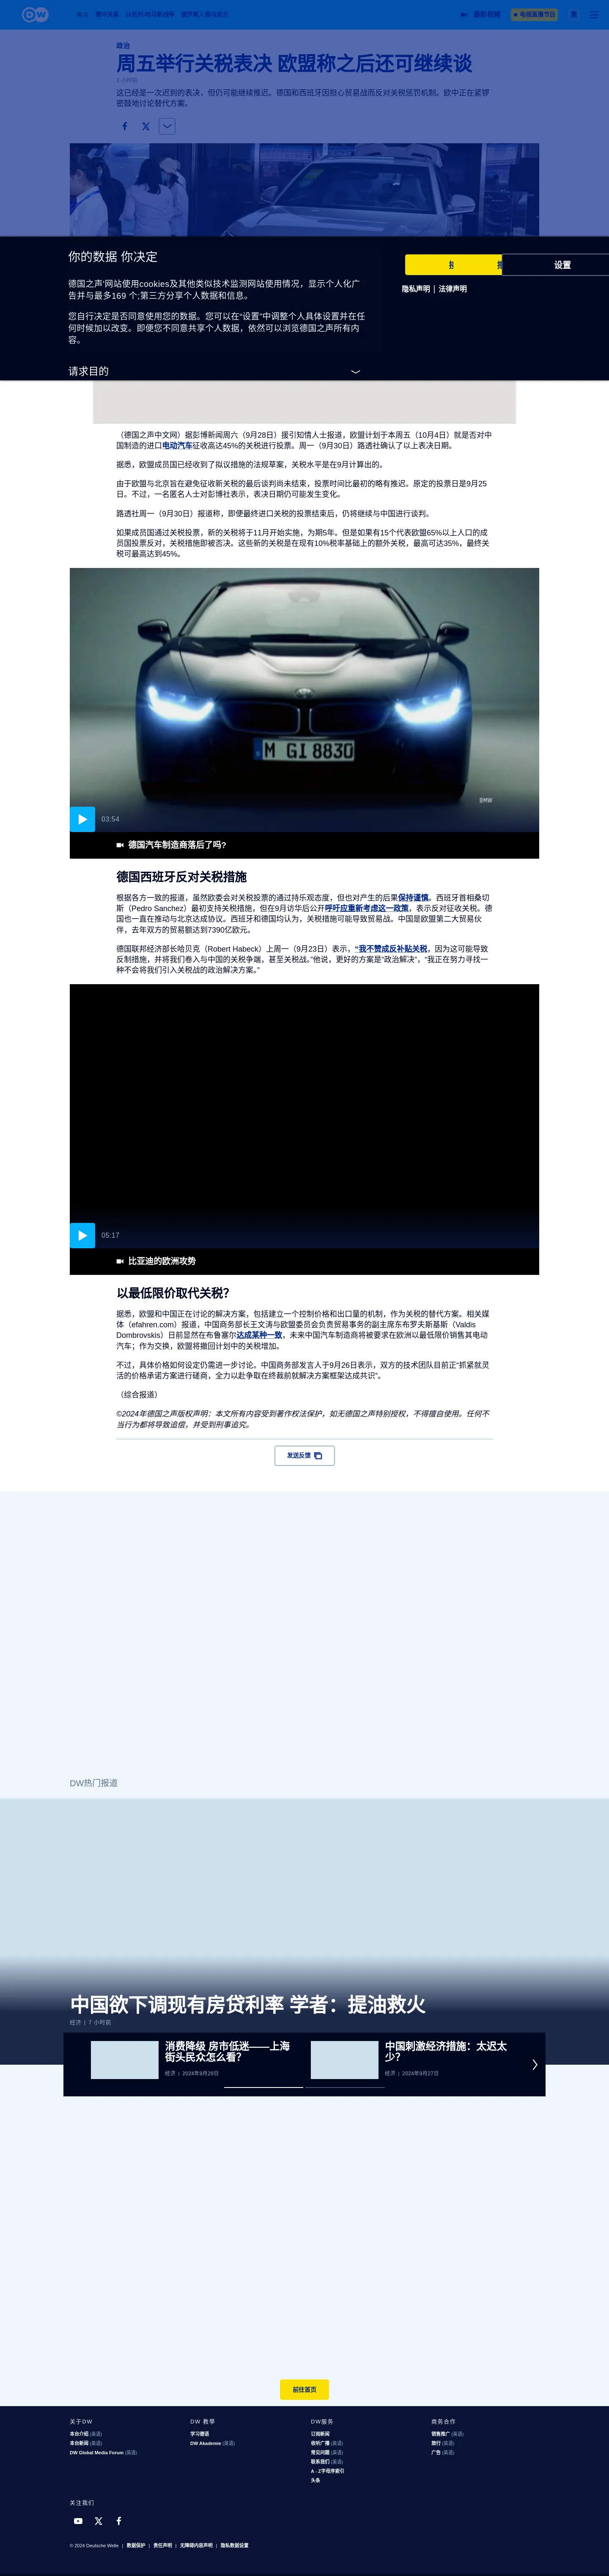 DW
欧中关系
最新视频
电视直播节目
繁
政治
周五举行关税表决 欧盟称之后还可继续谈
2 小时前
这已经是一次迟到的表决，但仍可能继续推迟。德国和西班牙因担心贸易战而反对关税惩罚机制。欧中正在紧锣
密鼓地讨论替代方案。
你的数据 你决定
德国之声'网站使用cookies及其他类似技术监测网站使用情况，显示个人化广
告并与最多169 个;第三方分享个人数据和信息。
您自行决定是否同意使用您的数据。您可以在“设置”中调整个人具体设置并在任
何时候加以改变。即便您不同意共享个人数据，依然可以浏览德国之声所有内
容。
请求目的
设置
隐私声明 | 法律声明
（德国之声中文网）据彭博新闻周六（9月28日）援引知情人士报道，欧盟计划于本周五（10月4日）就是否对中
国制造的进口电动汽车征收高达45%的关税进行投票。周一（9月30日）路透社确认了以上表决日期。
据悉，欧盟成员国已经收到了拟议措施的法规草案，关税水平是在9月计算出的。
由于欧盟与北京旨在避免征收新关税的最后谈判尚未结束，投票时间比最初的略有推迟。原定的投票日是9月25
日。不过，一名匿名人士对彭博社表示，表决日期仍可能发生变化。
路透社周一（9月30日）报道称，即便最终进口关税的投票结束后，仍将继续与中国进行谈判。
如果成员国通过关税投票，新的关税将于11月开始实施，为期5年。但是如果有15个代表欧盟65%以上人口的成
员国投票反对，关税措施即被否决。这些新的关税是在现有10%税率基础上的额外关税，最高可达35%，最终关
税可最高达到45%。
M GI 8830
BMW
03:54
德国汽车制造商落后了吗?
德国西班牙反对关税措施
根据各方一致的报道，虽然欧委会对关税投票的通过持乐观态度，但也对产生的后果保持谨慎。西班牙首相桑切
斯（Pedro Sanchez）最初支持关税措施，但在9月访华后公开呼吁应重新考虑这一政策，表示反对征收关税。德
国也一直在推动与北京达成协议。西班牙和德国均认为，关税措施可能导致贸易战。中国是欧盟第二大贸易伙
伴，去年双方的贸易额达到7390亿欧元。
德国联邦经济部长哈贝克（Robert Habeck）上周一（9月23日）表示，“我不赞成反补贴关税，因为这可能导致
反制措施，并将我们卷入与中国的关税争端，甚至关税战。”他说，更好的方案是“政治解决”，“我正在努力寻找一
种不会将我们引入关税战的政治解决方案。”
05:17
比亚迪的欧洲攻势
以最低限价取代关税？
据悉，欧盟和中国正在讨论的解决方案，包括建立一个控制价格和出口量的机制，作为关税的替代方案。相关媒
体（efahren.com）报道，中国商务部长王文涛与欧盟委员会负责贸易事务的副主席东布罗夫斯基斯（Valdis
Dombrovskis）日前显然在布鲁塞尔达成某种一致，未来中国汽车制造商将被要求在欧洲以最低限价销售其电动
汽车；作为交换，欧盟将撤回计划中的关税增加。
不过，具体价格如何设定仍需进一步讨论。中国商务部发言人于9月26日表示，双方的技术团队目前正“抓紧就灵
活的价格承诺方案进行磋商，全力以赴争取在终裁前就解决方案框架达成共识”。
（综合报道）
©2024年德国之声版权声明：本文所有内容受到著作权法保护，如无德国之声特别授权，不得擅自使用。任何不
当行为都将导致追偿，并受到刑事追究。
发送反馈
DW热门报道
中国欲下调现有房贷利率 学者：提油救火
经济 | 7 小时前
消费降级 房市低迷——上海
街头民众怎么看？
经济 | 2024年9月29日
中国刺激经济措施：太迟太
少？
经济 | 2024年9月27日
前往首页
关于DW
本台介绍 (英语)
本台新闻 (英语)
DW Global Media Forum (英语)
DW 教学
学习德语
DW Akademie (英语)
DW服务
订阅新闻
收听广播 (英语)
常见问题 (英语)
联系我们 (英语)
A - Z字母序索引
头条
商务合作
销售推广 (英语)
旅行 (英语)
广告 (英语)
关注我们
© 2024 Deutsche Welle | 数据保护 | 责任声明 | 无障碍内容声明 | 隐私数据设置